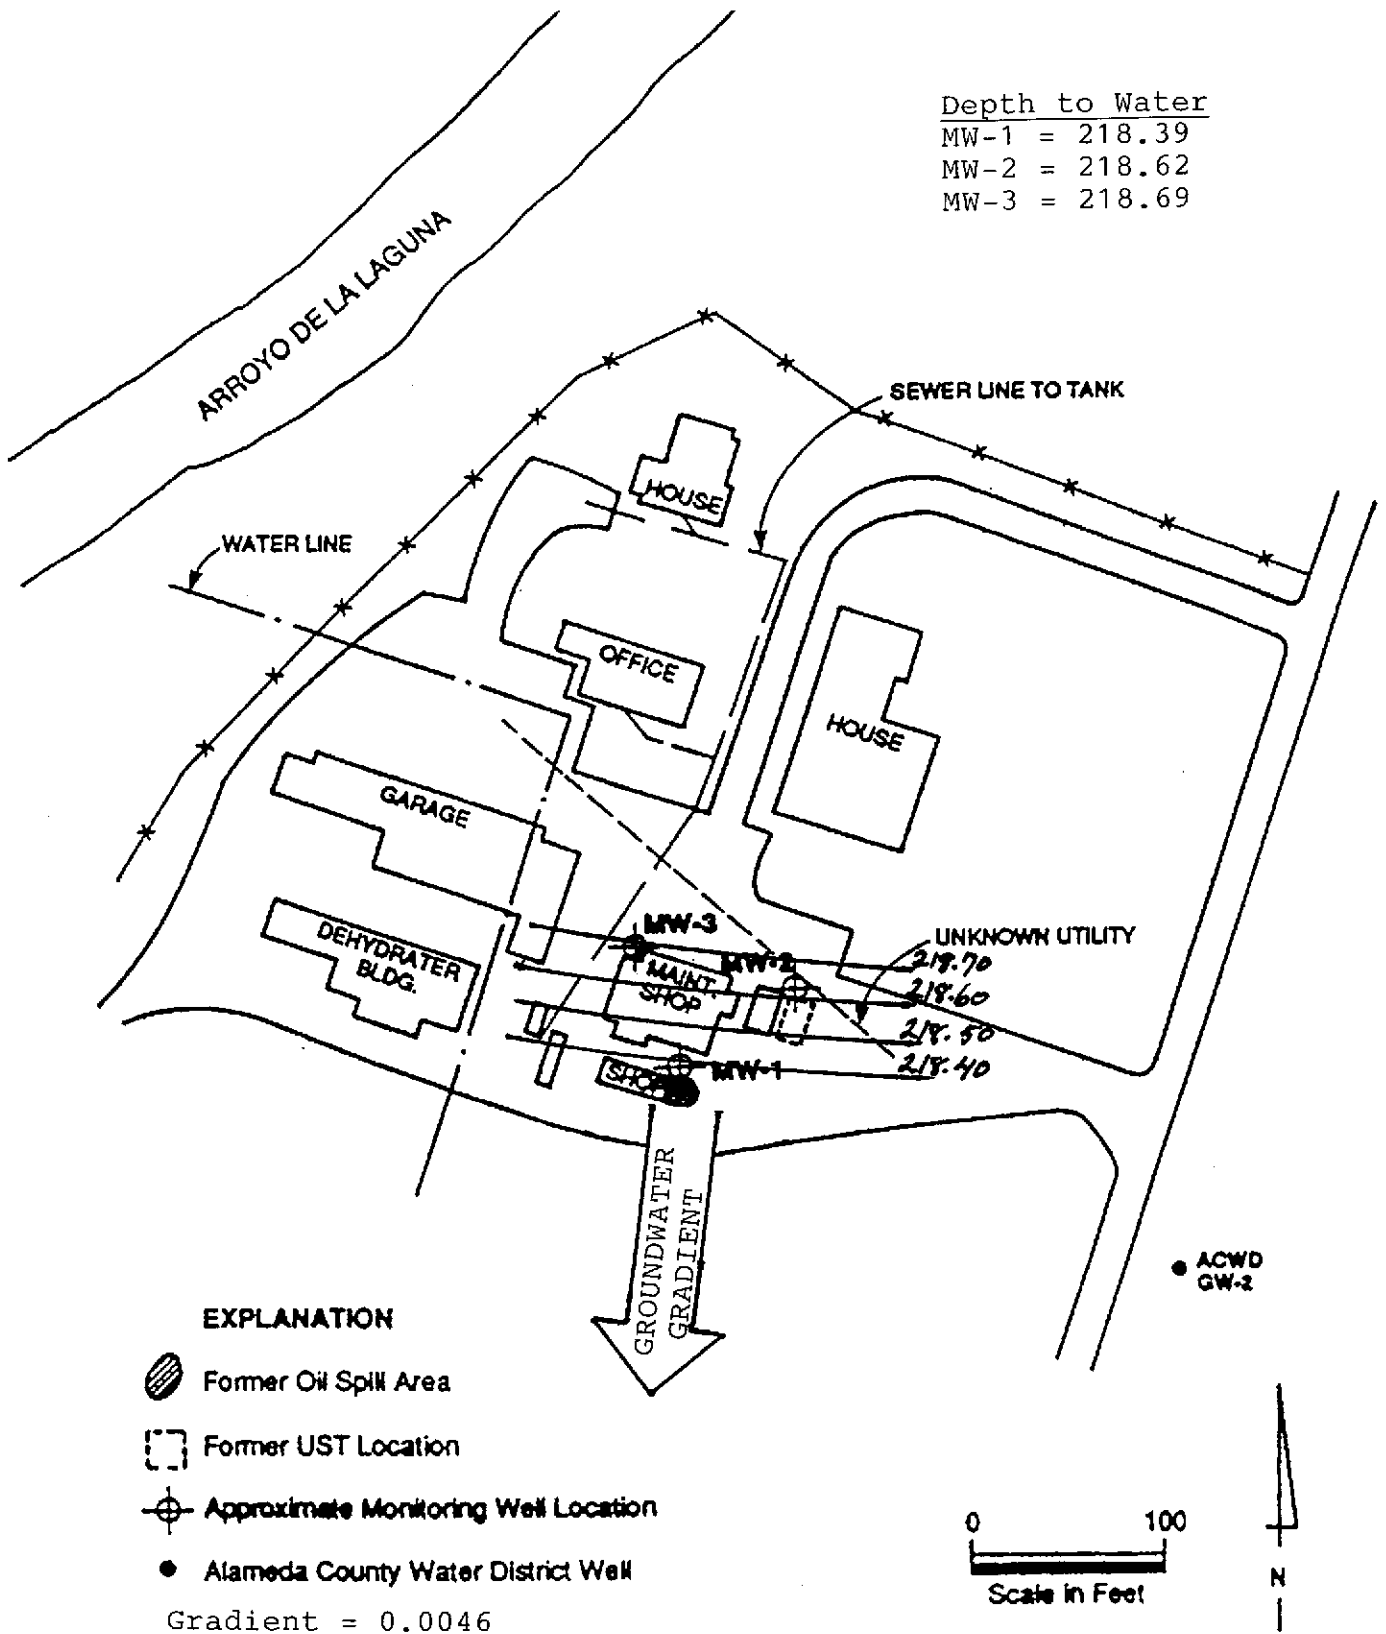 Depth to Water
MW-1 = 218.39
MW-2 = 218.62
MW-3 = 218.69
ARROYO DE LA LAGUNA
SEWER LINE TO TANK
HOUSE
WATER LINE
OFFICE
HOUSE
GARAGE
MW-3
UNKNOWN UTILITY
DEHYDRATER
BLDG.
MW-2
218.70
MAINT.
SHOP
218.60
218.50
218.40
SHOP
MW-1
GROUNDWATER
GRADIENT
ACWD
GW-2
EXPLANATION
Former Oil Spill Area
Former UST Location
Approximate Monitoring Well Location
Alameda County Water District Well
Gradient = 0.0046
0 100
Scale in Feet
N